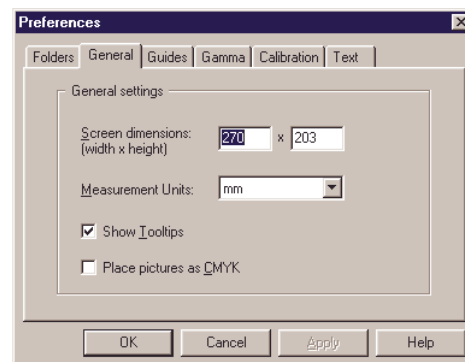 Preferences
Folders General Guides Gamma Calibration Text
General settings
Screen dimensions: 270 x 203
(width x height)
Measurement Units: mm
Show Tooltips
Place pictures as CMYK
OK Cancel Apply Help